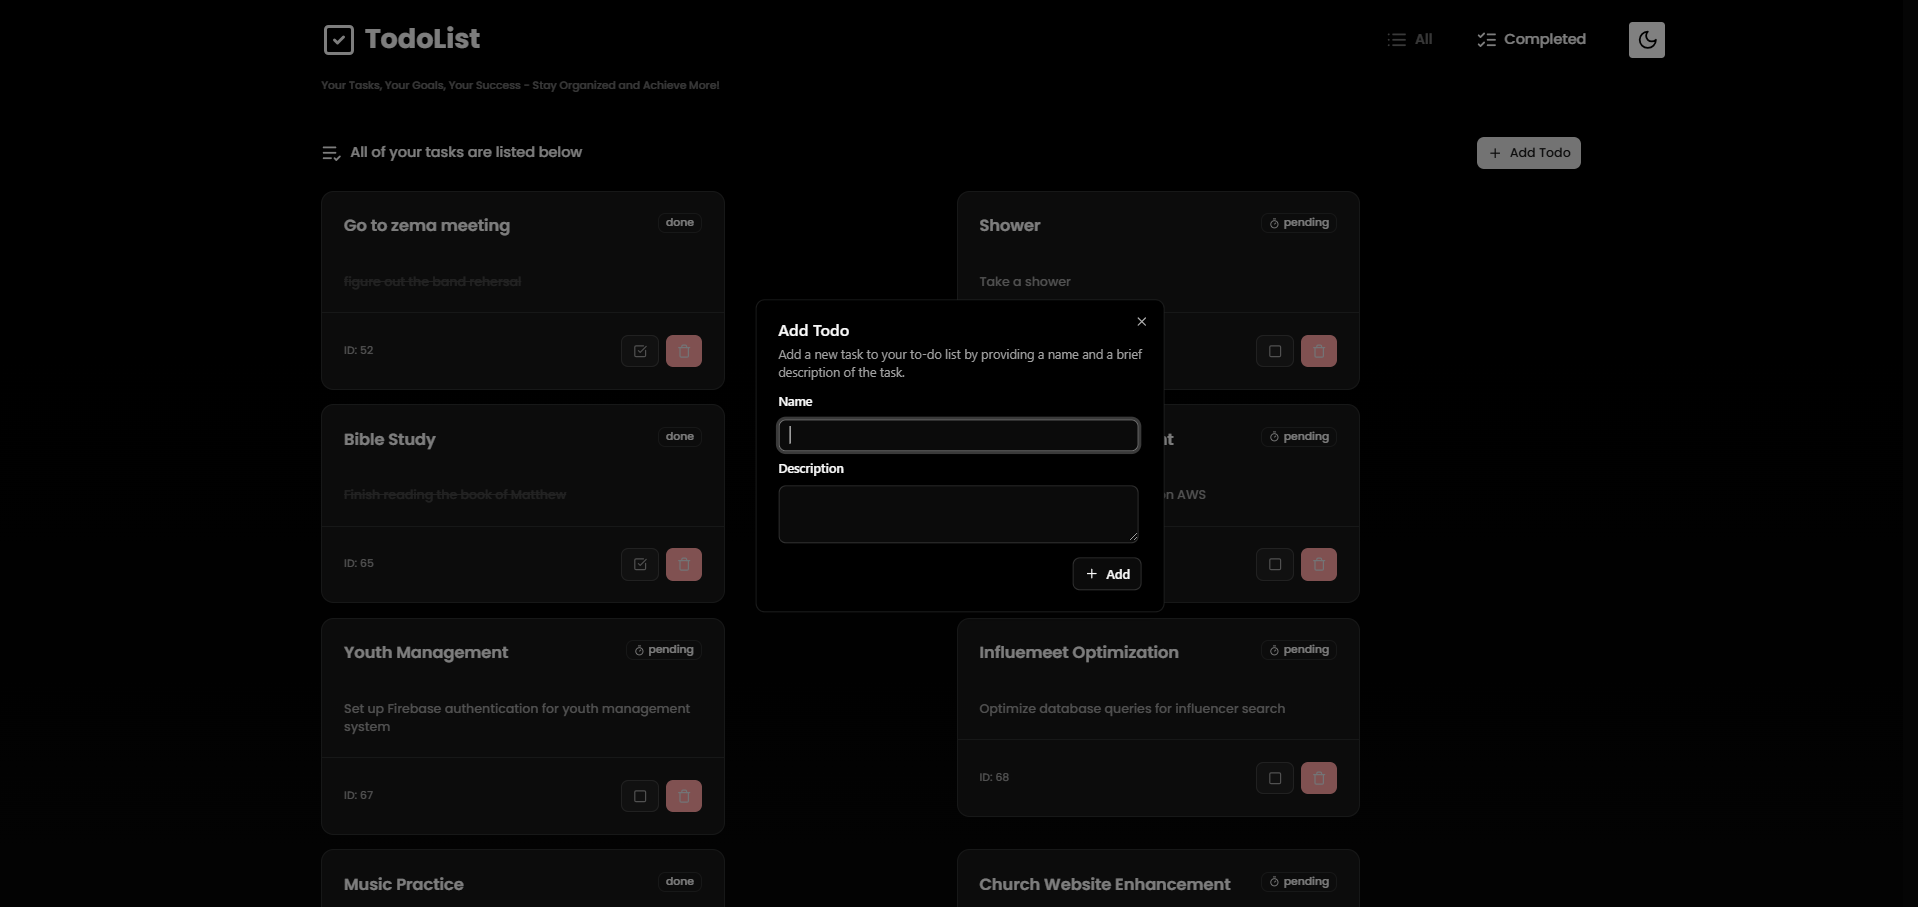 TodoList
All
Completed
Your Tasks, Your Goals, Your Success - Stay Organized and Achieve More!
All of your tasks are listed below
Add Todo
Go to zema meeting
done
figure out the band rehersal
ID: 52
Shower
pending
Take a shower
Bible Study
done
Finish reading the book of Matthew
ID: 65
pending
on AWS
Add Todo
Add a new task to your to-do list by providing a name and a brief
description of the task.
Name
Description
Add
Youth Management
pending
Set up Firebase authentication for youth management
system
ID: 67
Influemeet Optimization
pending
Optimize database queries for influencer search
ID: 68
Music Practice
done
Church Website Enhancement
pending